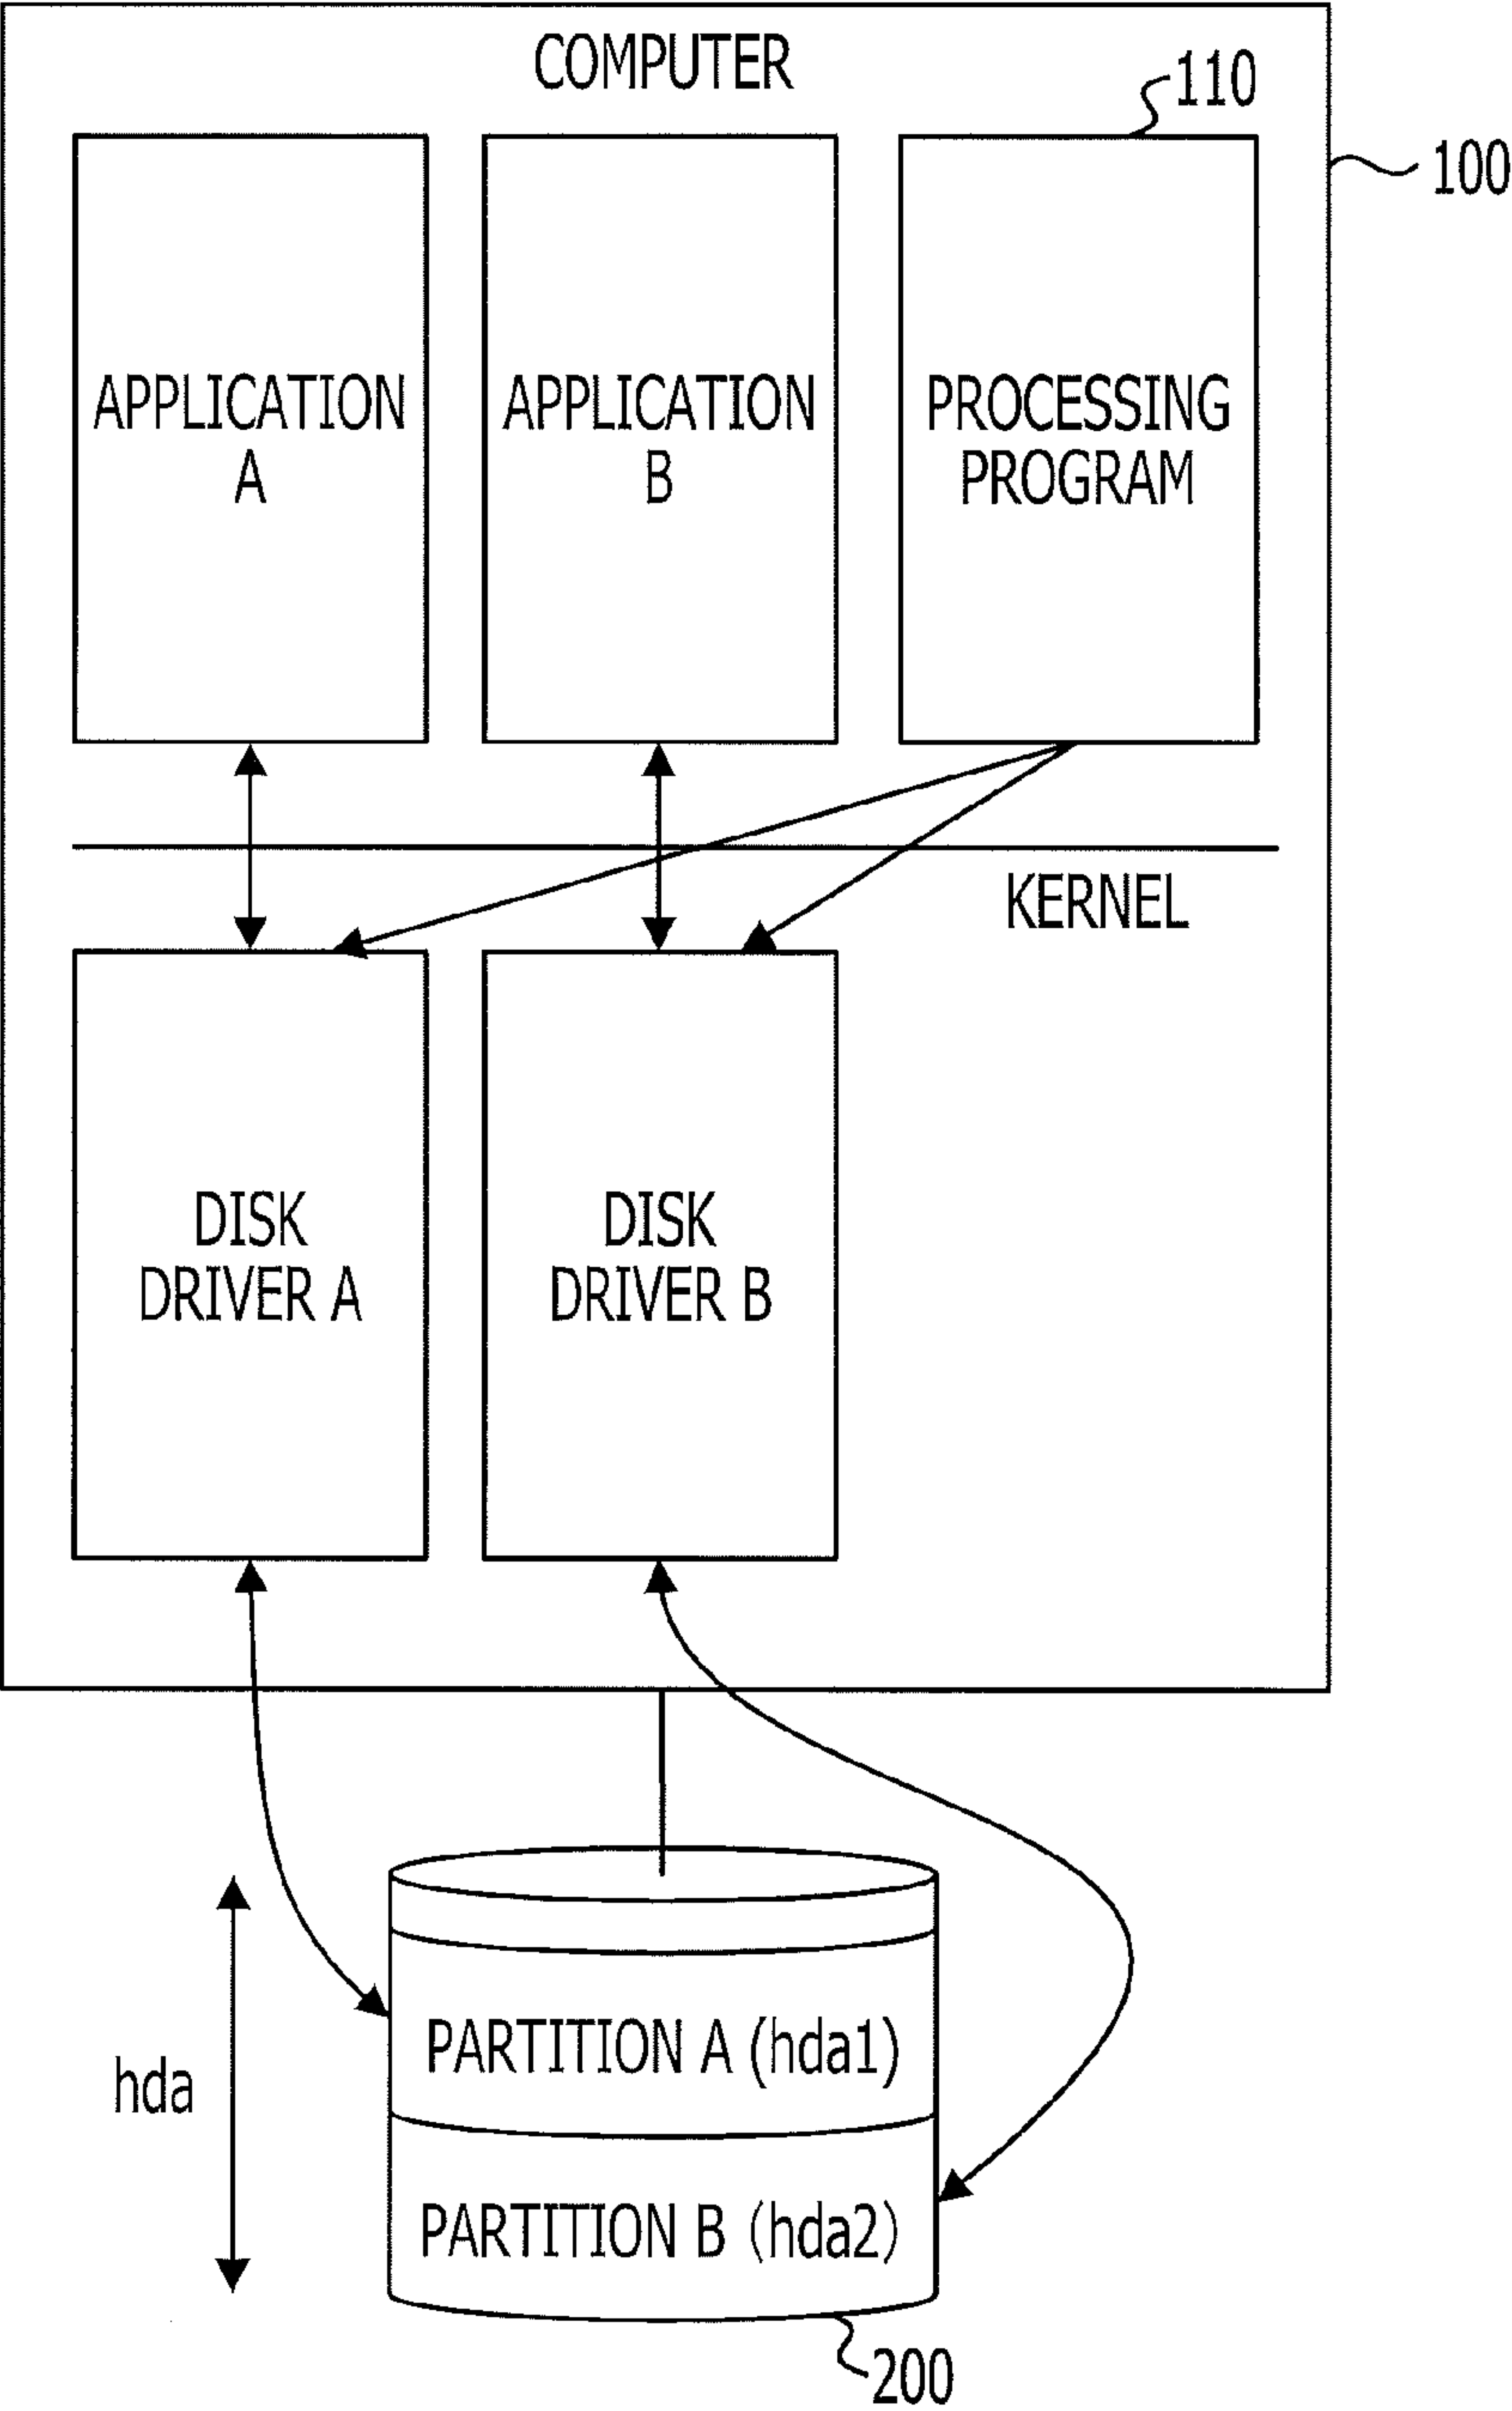 COMPUTER
110
100
APPLICATION
A
APPLICATION
B
PROCESSING
PROGRAM
KERNEL
DISK
DRIVER A
DISK
DRIVER B
hda
PARTITION A (hda1)
PARTITION B (hda2)
200